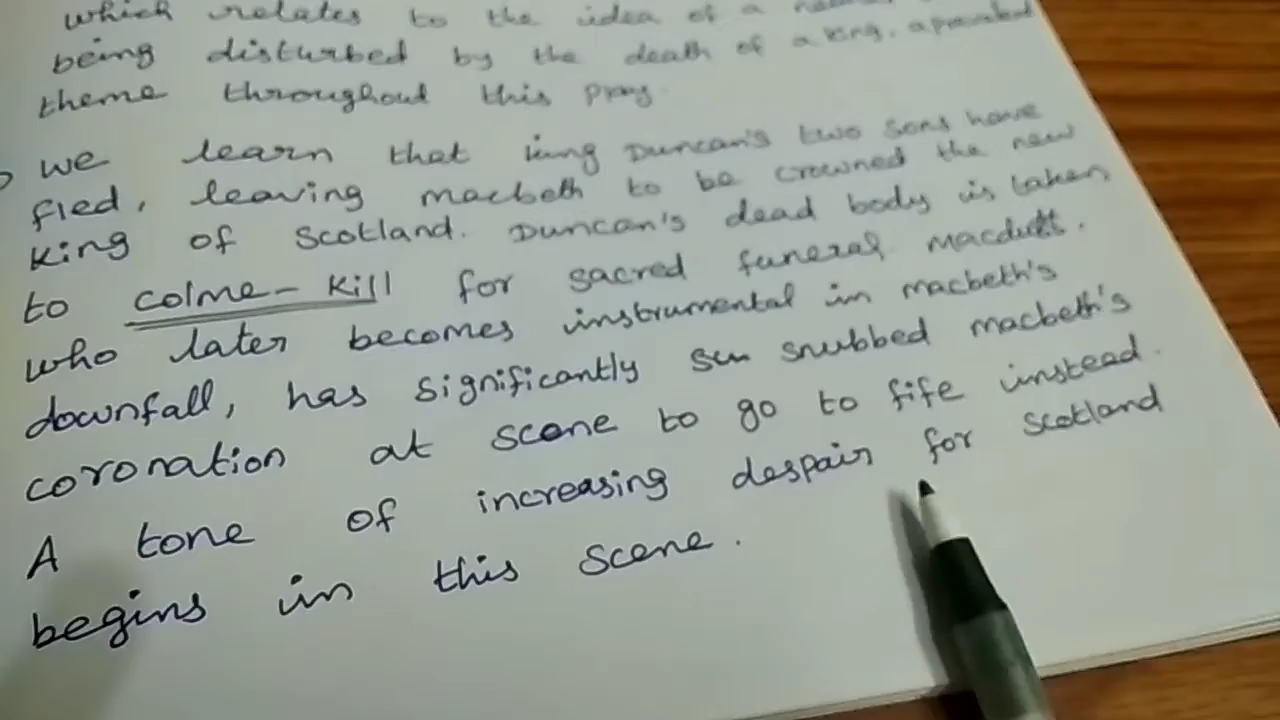 which relates to the idea of a
being disturbed by the death of a king, a prevalent
theme throughout this play.
we learn that king Duncan's two sons have
fled, leaving macbeth to be crowned the new
king of Scotland. Duncan's dead body is taken
to colme-kill for sacred funeral. macduff.
who later becomes instrumental in macbeth's
downfall, has significantly snubbed macbeth's
coronation at scone to go to fife instead.
A tone of increasing despair for Scotland
begins in this scene.